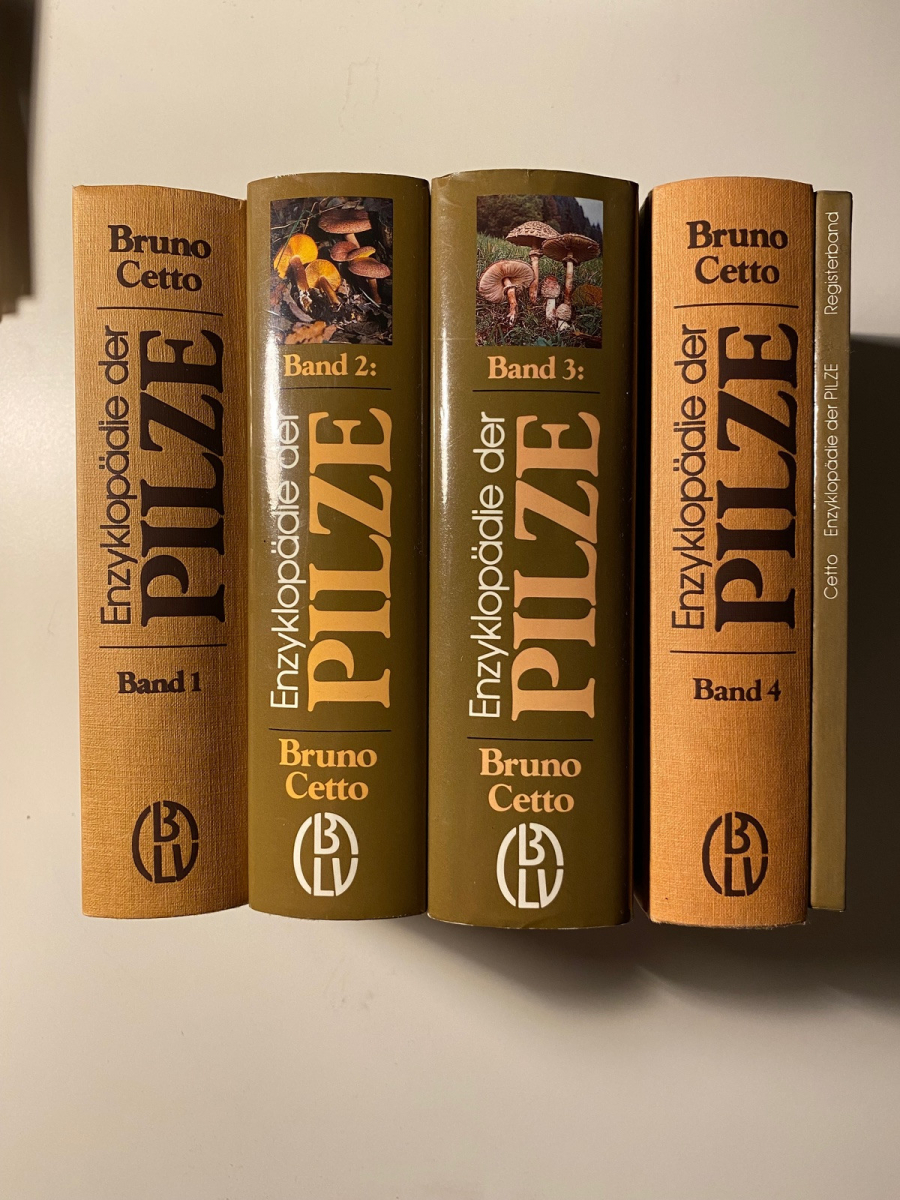 Bruno
Cetto
Enzyklopädie der
PILZE
Band 1
BLV
Band 2:
Enzyklopädie der
PILZE
Bruno
Cetto
BLV
Band 3:
Enzyklopädie der
PILZE
Bruno
Cetto
BLV
Bruno
Cetto
Enzyklopädie der
PILZE
Band 4
BLV
Cetto Enzyklopädie der PILZE Registerband